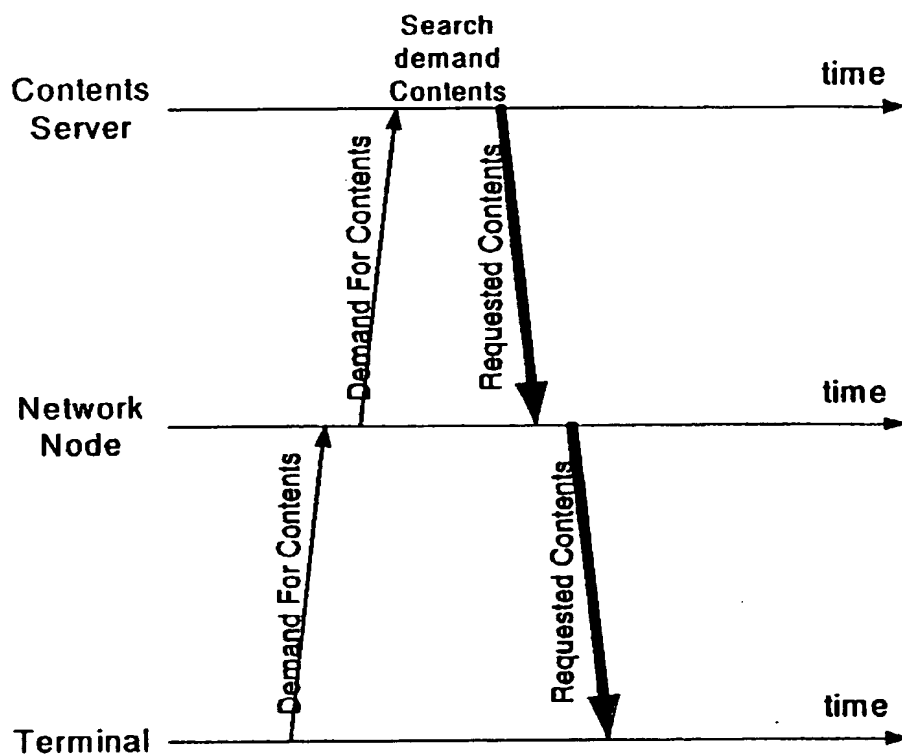 Search
demand
Contents
Contents
Server
time
Demand For Contents
Requested Contents
Network
Node
time
Demand For Contents
Requested Contents
Terminal
time